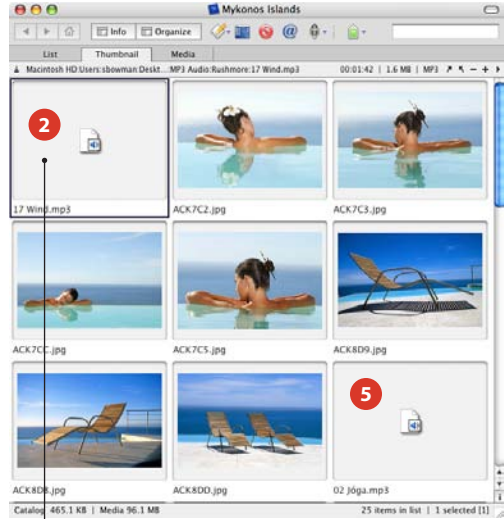 Mykonos Islands
Info Organize
List Thumbnail Media
Macintosh HD:Users:sbowman:Deskt...:MP3 Audio:Rushmore:17 Wind.mp3 00:01:42 | 1.6 MB | MP3
2
17 Wind.mp3 ACK7C2.jpg ACK7C3.jpg
ACK7CC.jpg ACK7C5.jpg ACK8D9.jpg
5
ACK8D8.jpg ACK8DD.jpg 02 Jóga.mp3
Catalog 465.1 KB | Media 96.1 MB 25 items in list | 1 selected [1]